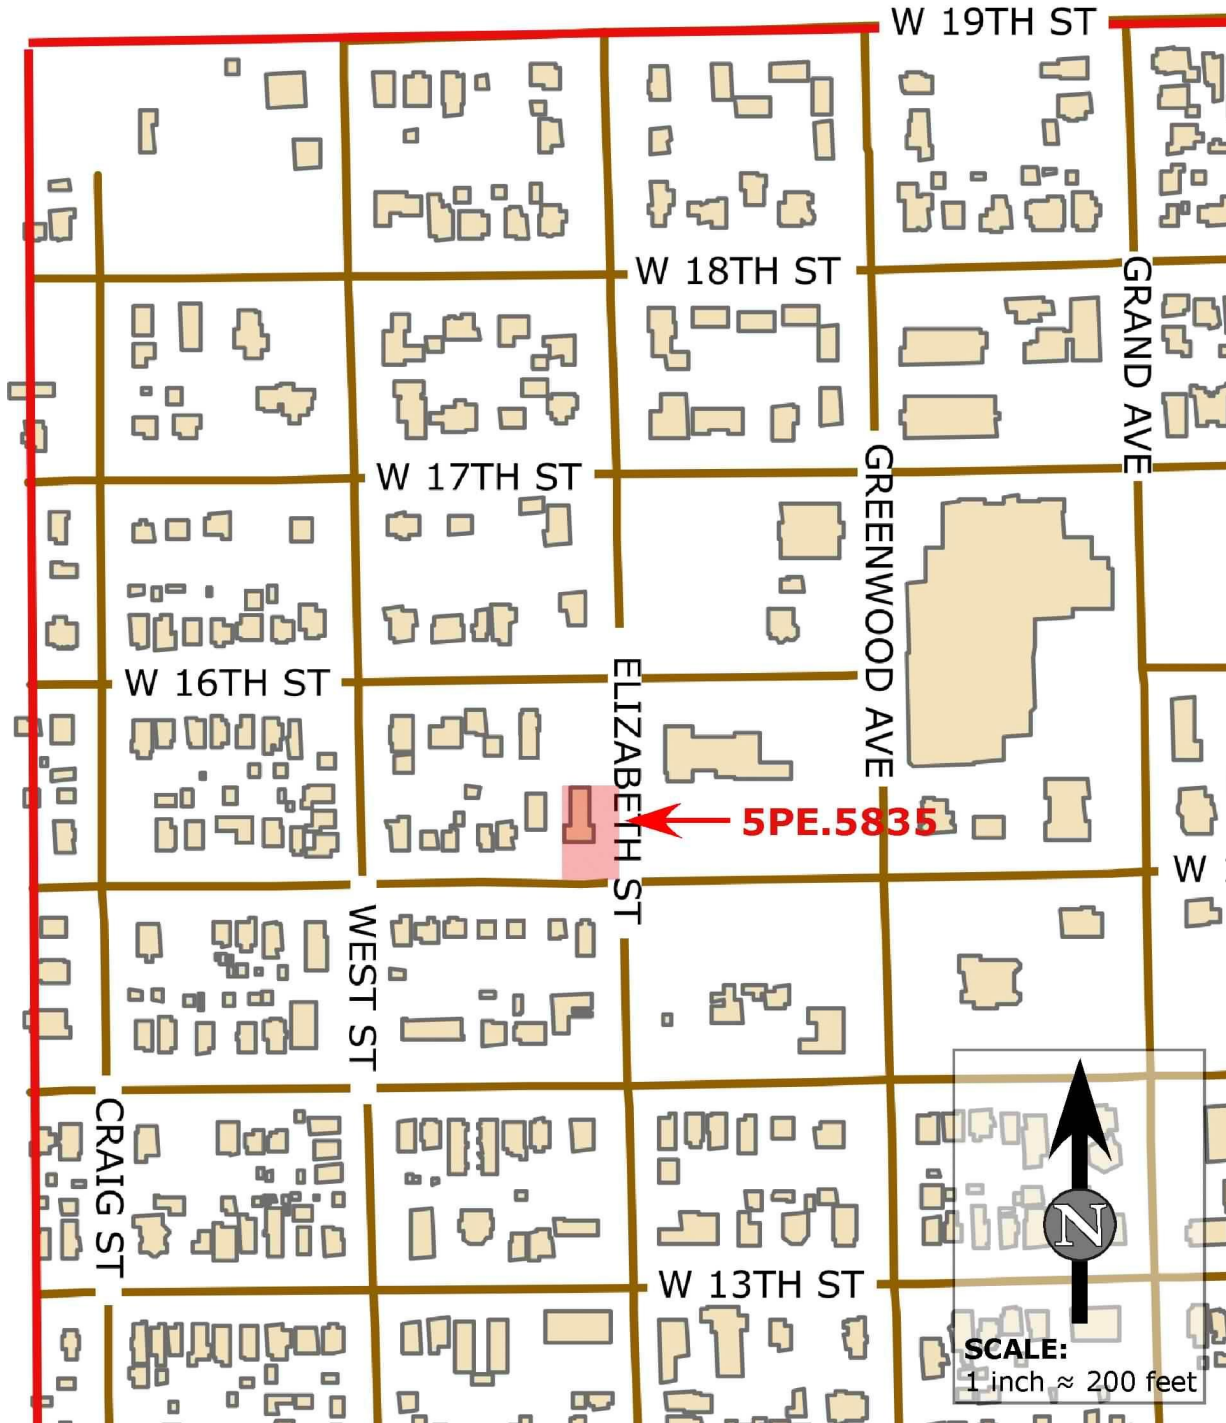 W 19TH ST
W 18TH ST
GRAND AVE
W 17TH ST
GREENWOOD AVE
W 16TH ST
ELIZABETH ST
5PE.5835
W
WEST ST
CRAIG ST
N
W 13TH ST
SCALE:
1 inch ≈ 200 feet